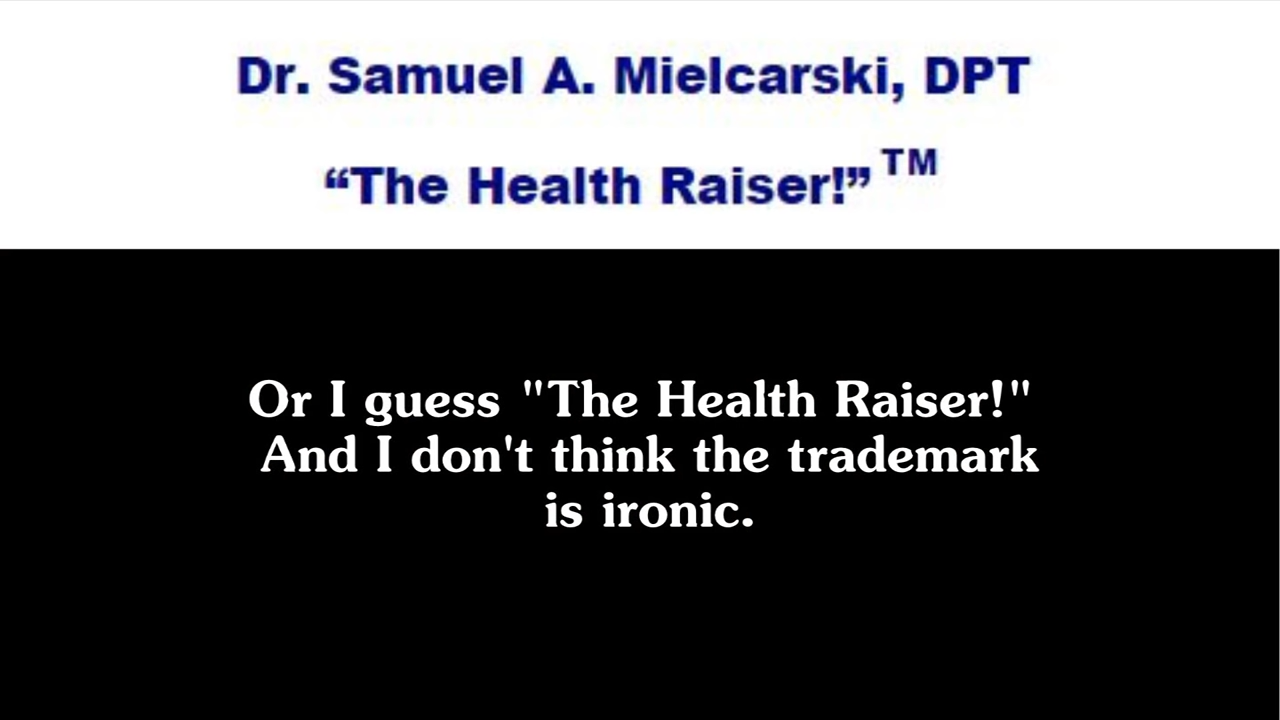 Dr. Samuel A. Mielcarski, DPT
“The Health Raiser!” TM
Or I guess "The Health Raiser!"
And I don't think the trademark
is ironic.